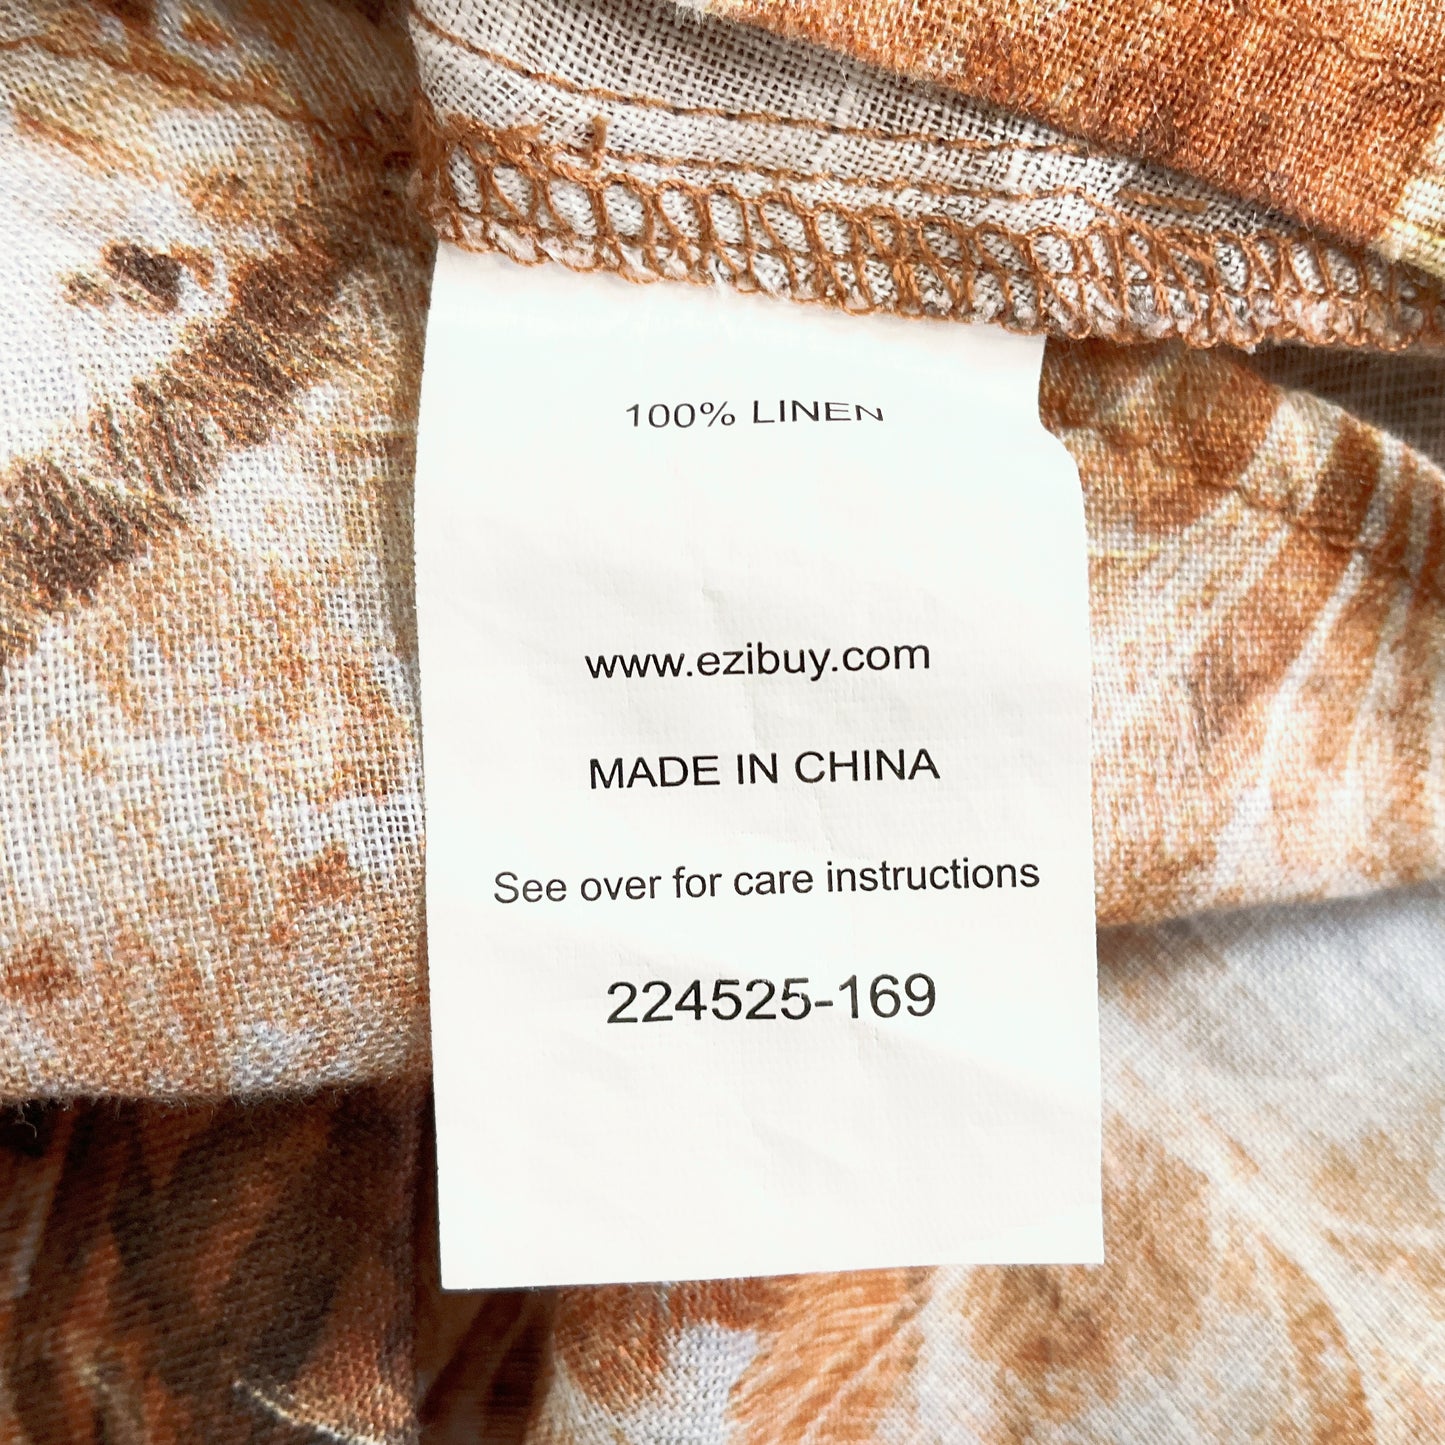 100% LINEN
www.ezibuy.com
MADE IN CHINA
See over for care instructions
224525-169